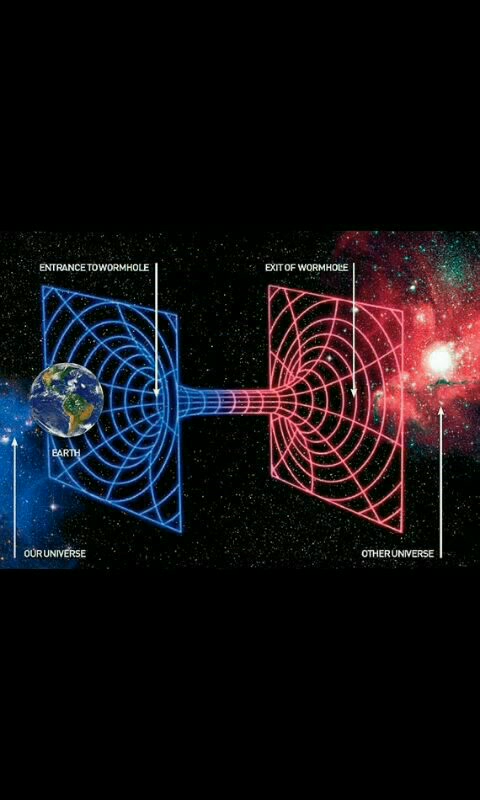 ENTRANCE TO WORMHOLE
EXIT OF WORMHOLE
EARTH
OUR UNIVERSE
OTHER UNIVERSE